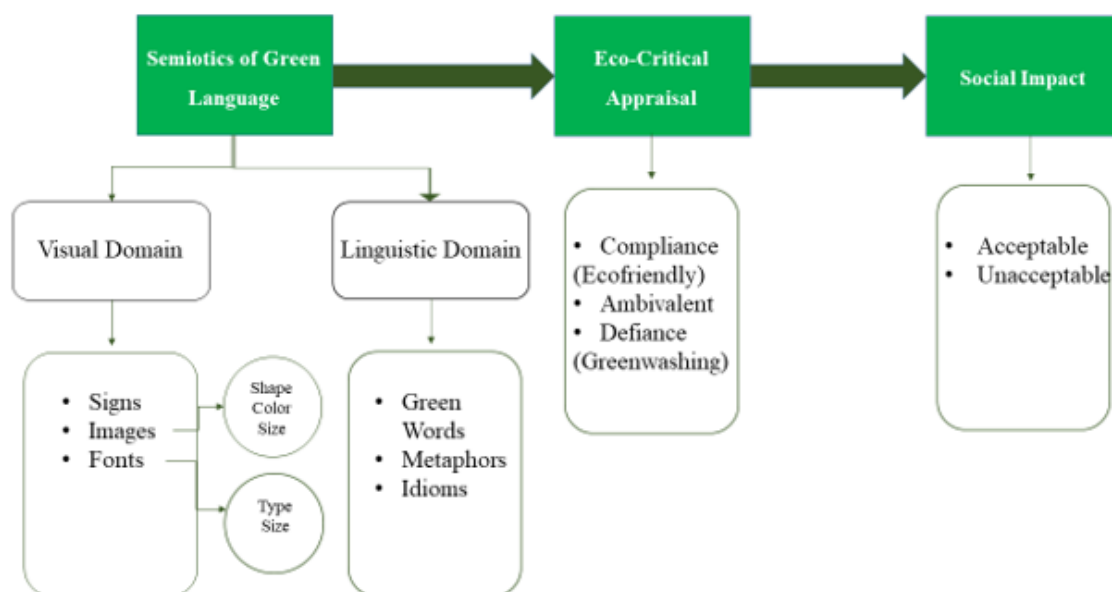 Semiotics of Green
Language
Eco-Critical
Appraisal
Social Impact
Visual Domain
Linguistic Domain
• Compliance
(Ecofriendly)
• Ambivalent
• Defiance
(Greenwashing)
• Acceptable
• Unacceptable
• Signs
• Images
• Fonts
Shape
Color
Size
Type
Size
• Green
Words
• Metaphors
• Idioms